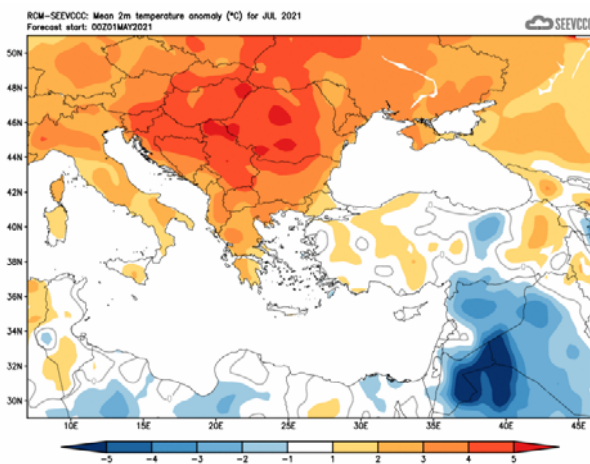 RCM-SEEVCCC: Mean 2m temperature anomaly (°C) for JUL 2021
Forecast start: 00Z01MAY2021
SEEVCCC
50N
48N
46N
44N
42N
40N
38N
36N
34N
32N
30N
10E 15E 20E 25E 30E 35E 40E 45E
-5 -4 -3 -2 -1 1 2 3 4 5